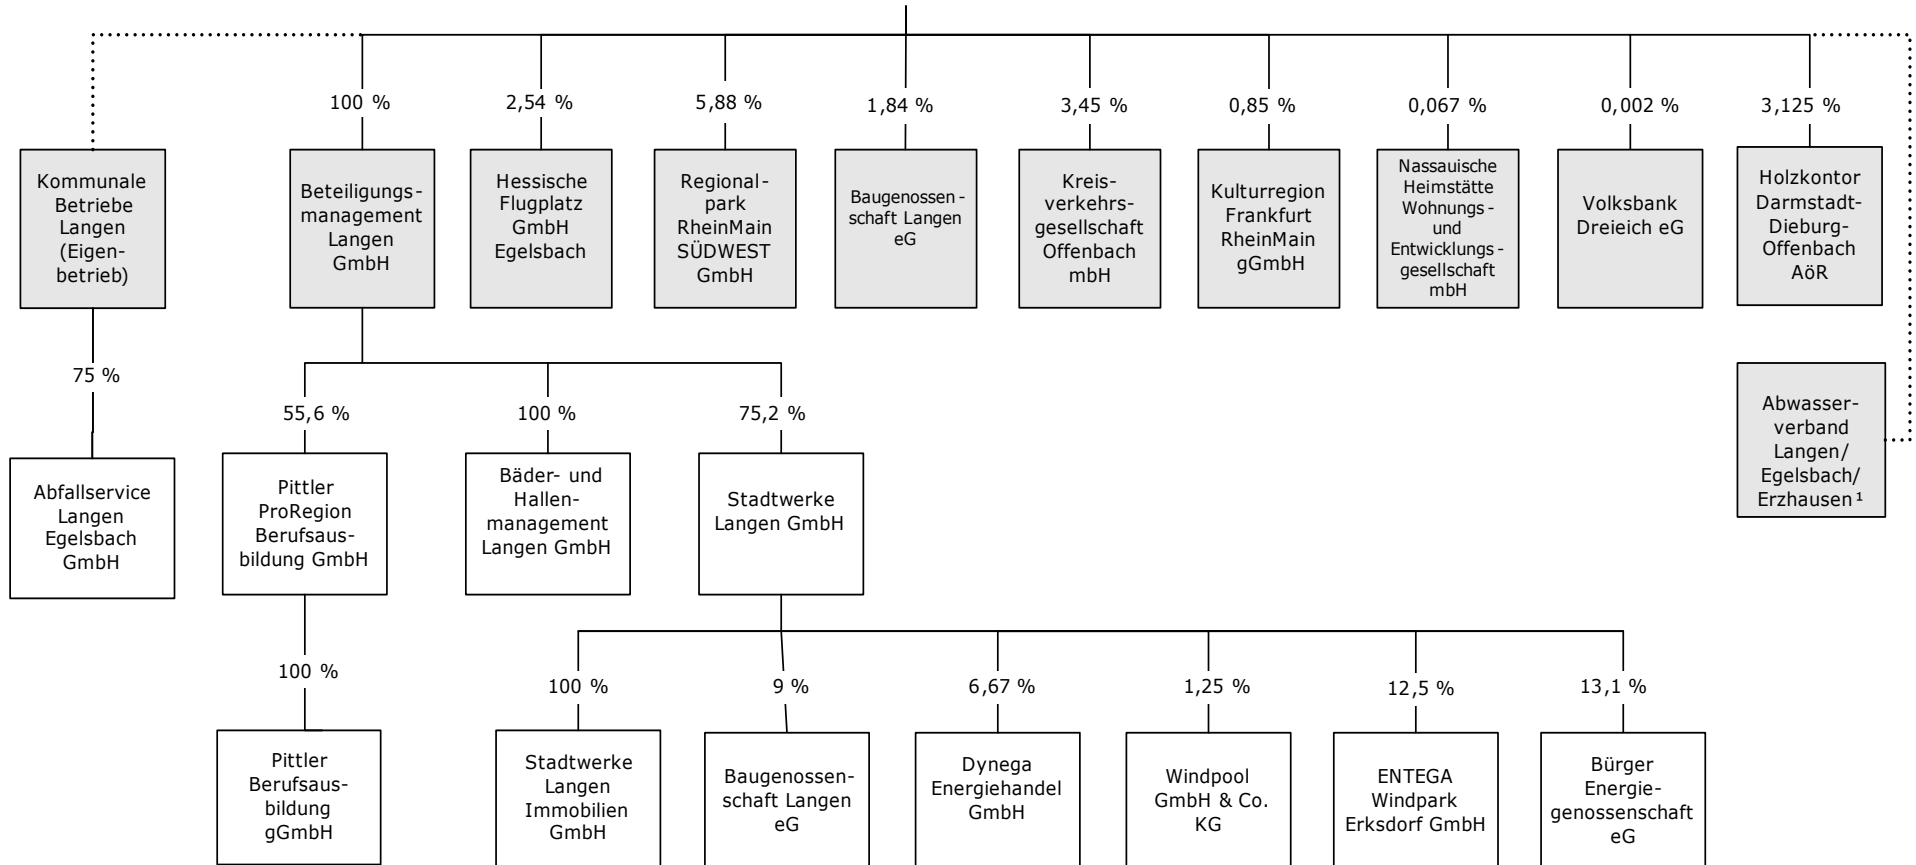 100 %
2,54 %
5,88 %
1,84 %
3,45 %
0,85 %
0,067 %
0,002 %
3,125 %
Kommunale
Betriebe
Langen
(Eigen-
betrieb)
Beteiligungs-
management
Langen
GmbH
Hessische
Flugplatz
GmbH
Egelsbach
Regional-
park
RheinMain
SÜDWEST
GmbH
Baugenossen-
schaft Langen
eG
Kreis-
verkehrs-
gesellschaft
Offenbach
mbH
Kulturregion
Frankfurt
RheinMain
gGmbH
Nassauische
Heimstätte
Wohnungs-
und
Entwicklungs-
gesellschaft
mbH
Volksbank
Dreieich eG
Holzkontor
Darmstadt-
Dieburg-
Offenbach
AöR
75 %
55,6 %
100 %
75,2 %
Abfallservice
Langen
Egelsbach
GmbH
Pittler
ProRegion
Berufsaus-
bildung GmbH
Bäder- und
Hallen-
management
Langen GmbH
Stadtwerke
Langen GmbH
Abwasser-
verband
Langen/
Egelsbach/
Erzhausen¹
100 %
100 %
9 %
6,67 %
1,25 %
12,5 %
13,1 %
Pittler
Berufsaus-
bildung
gGmbH
Stadtwerke
Langen
Immobilien
GmbH
Baugenossen-
schaft Langen
eG
Dynega
Energiehandel
GmbH
Windpool
GmbH & Co.
KG
ENTEGA
Windpark
Erksdorf GmbH
Bürger
Energie-
genossenschaft
eG